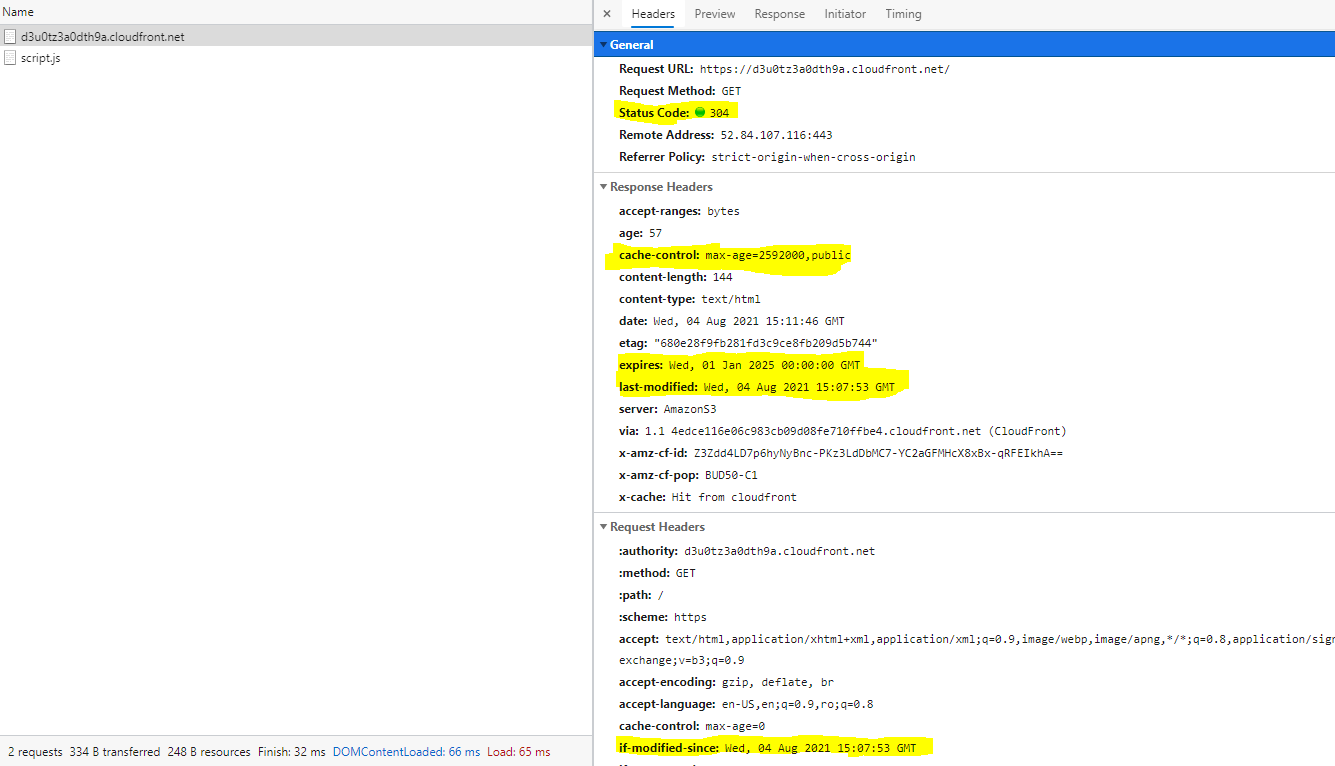 Name
d3u0tz3a0dth9a.cloudfront.net
script.js
2 requests 334 B transferred 248 B resources Finish: 32 ms DOMContentLoaded: 66 ms Load: 65 ms
× Headers Preview Response Initiator Timing
General
Request URL: https://d3u0tz3a0dth9a.cloudfront.net/
Request Method: GET
Status Code: 304
Remote Address: 52.84.107.116:443
Referrer Policy: strict-origin-when-cross-origin
Response Headers
accept-ranges: bytes
age: 57
cache-control: max-age=2592000,public
content-length: 144
content-type: text/html
date: Wed, 04 Aug 2021 15:11:46 GMT
etag: "680e28f9fb281fd3c9ce8fb209d5b744"
expires: Wed, 01 Jan 2025 00:00:00 GMT
last-modified: Wed, 04 Aug 2021 15:07:53 GMT
server: AmazonS3
via: 1.1 4edce116e06c983cb09d08fe710ffbe4.cloudfront.net (CloudFront)
x-amz-cf-id: Z3Zdd4LD7p6hyNyBnc-PKz3LdDbMC7-YC2aGFMHcX8xBx-qRFEIkhA==
x-amz-cf-pop: BUD50-C1
x-cache: Hit from cloudfront
Request Headers
:authority: d3u0tz3a0dth9a.cloudfront.net
:method: GET
:path: /
:scheme: https
accept: text/html,application/xhtml+xml,application/xml;q=0.9,image/webp,image/apng,*/*;q=0.8,application/sign
exchange;v=b3;q=0.9
accept-encoding: gzip, deflate, br
accept-language: en-US,en;q=0.9,ro;q=0.8
cache-control: max-age=0
if-modified-since: Wed, 04 Aug 2021 15:07:53 GMT